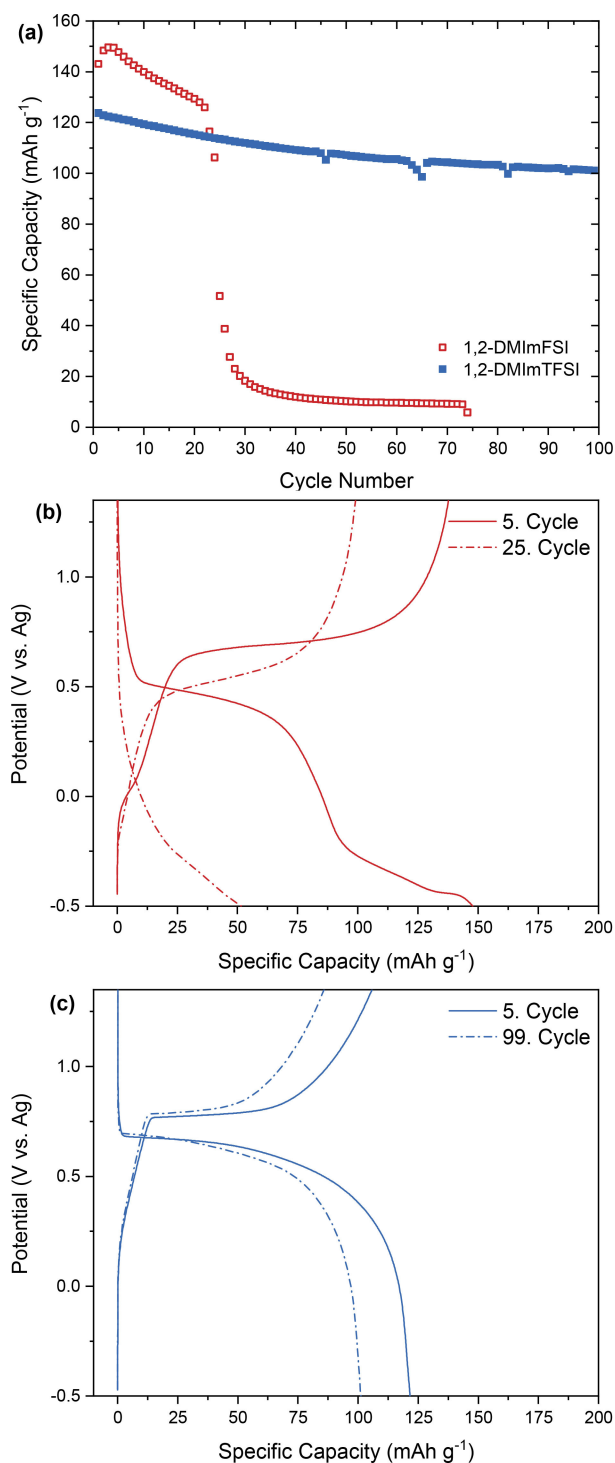 (a)
160
140
120
100
80
60
40
20
0
Specific Capacity (mAh g⁻¹)
1,2-DMImFSI
1,2-DMImTFSI
0 10 20 30 40 50 60 70 80 90 100
Cycle Number
(b)
5. Cycle
25. Cycle
1.0
0.5
0.0
-0.5
Potential (V vs. Ag)
0 25 50 75 100 125 150 175 200
Specific Capacity (mAh g⁻¹)
(c)
5. Cycle
99. Cycle
1.0
0.5
0.0
-0.5
Potential (V vs. Ag)
0 25 50 75 100 125 150 175 200
Specific Capacity (mAh g⁻¹)